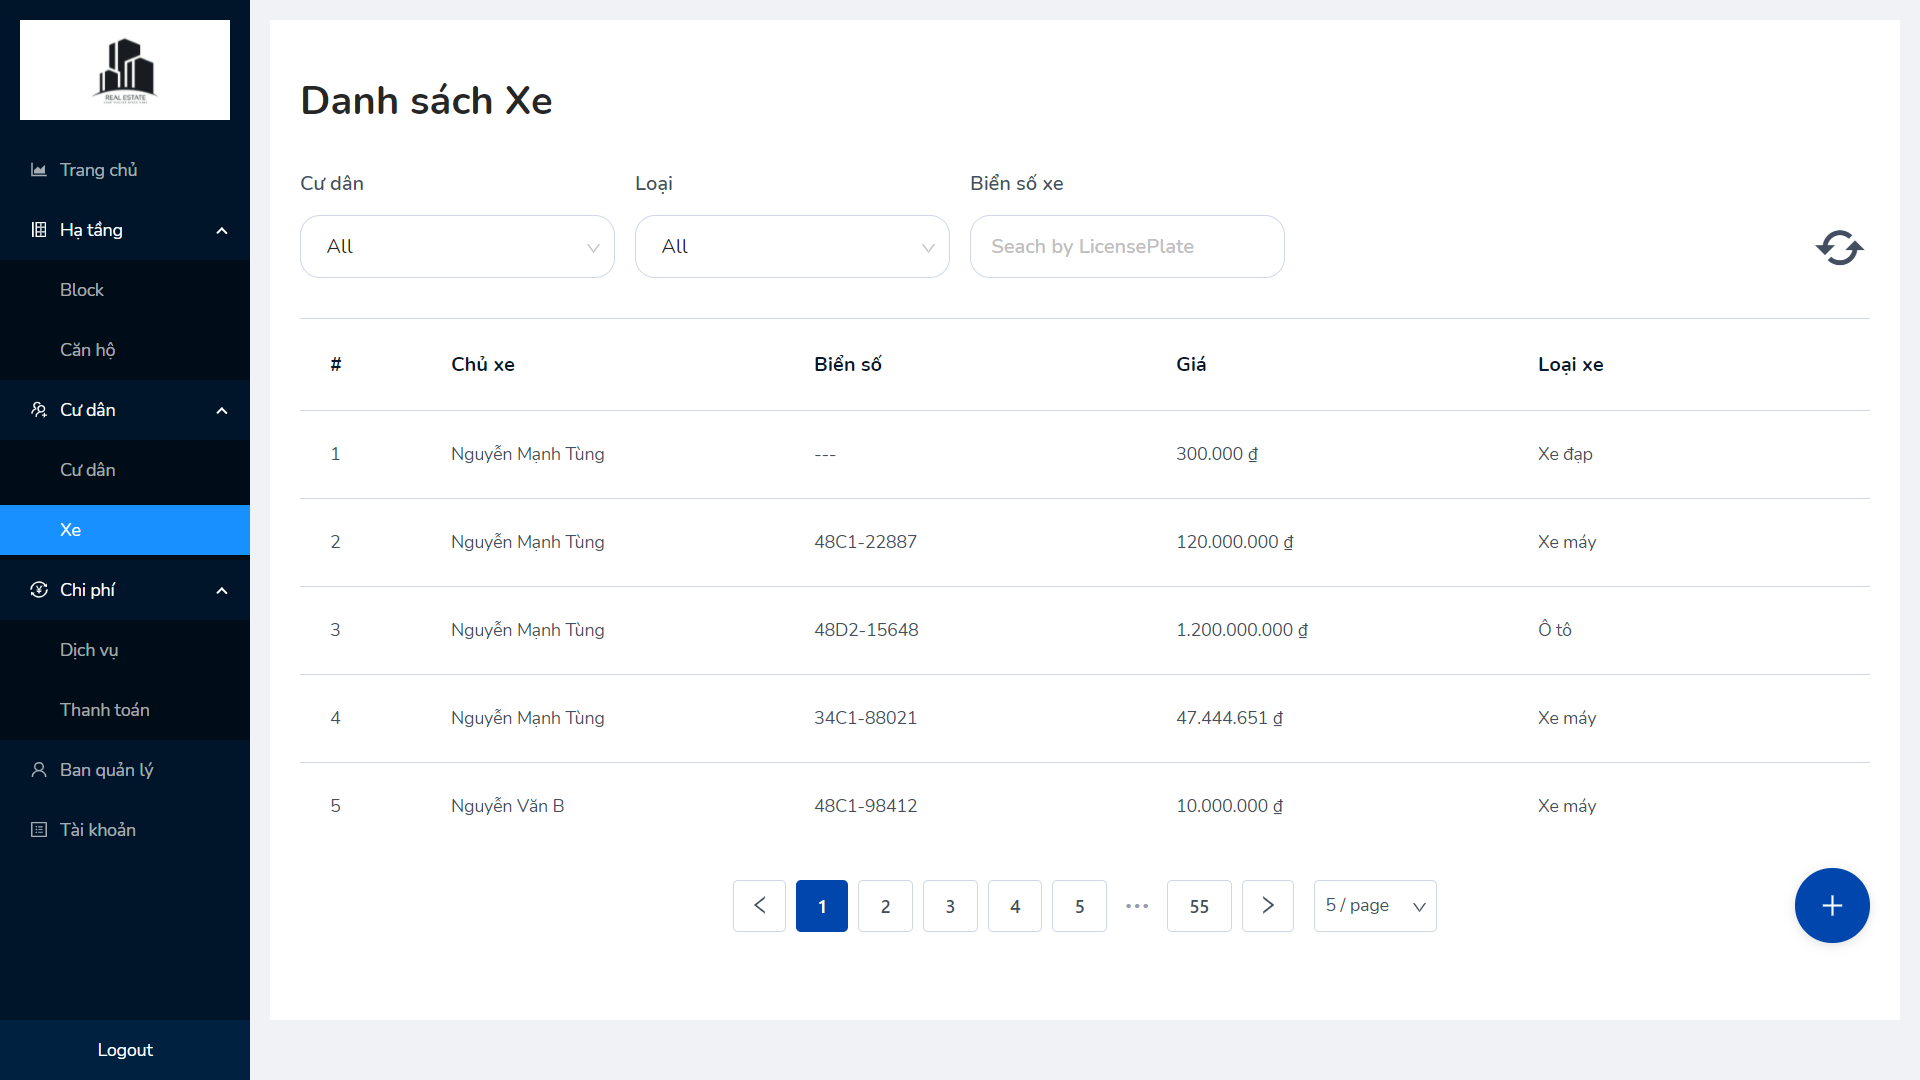 REAL ESTATE
Trang chủ
Hạ tầng
Block
Căn hộ
Cư dân
Cư dân
Xe
Chi phí
Dịch vụ
Thanh toán
Ban quản lý
Tài khoản
Logout
Danh sách Xe
Cư dân Loại Biển số xe
All All Seach by LicensePlate
# Chủ xe Biển số Giá Loại xe
1 Nguyễn Mạnh Tùng --- 300.000 ₫ Xe đạp
2 Nguyễn Mạnh Tùng 48C1-22887 120.000.000 ₫ Xe máy
3 Nguyễn Mạnh Tùng 48D2-15648 1.200.000.000 ₫ Ô tô
4 Nguyễn Mạnh Tùng 34C1-88021 47.444.651 ₫ Xe máy
5 Nguyễn Văn B 48C1-98412 10.000.000 ₫ Xe máy
1 2 3 4 5 ••• 55 5 / page